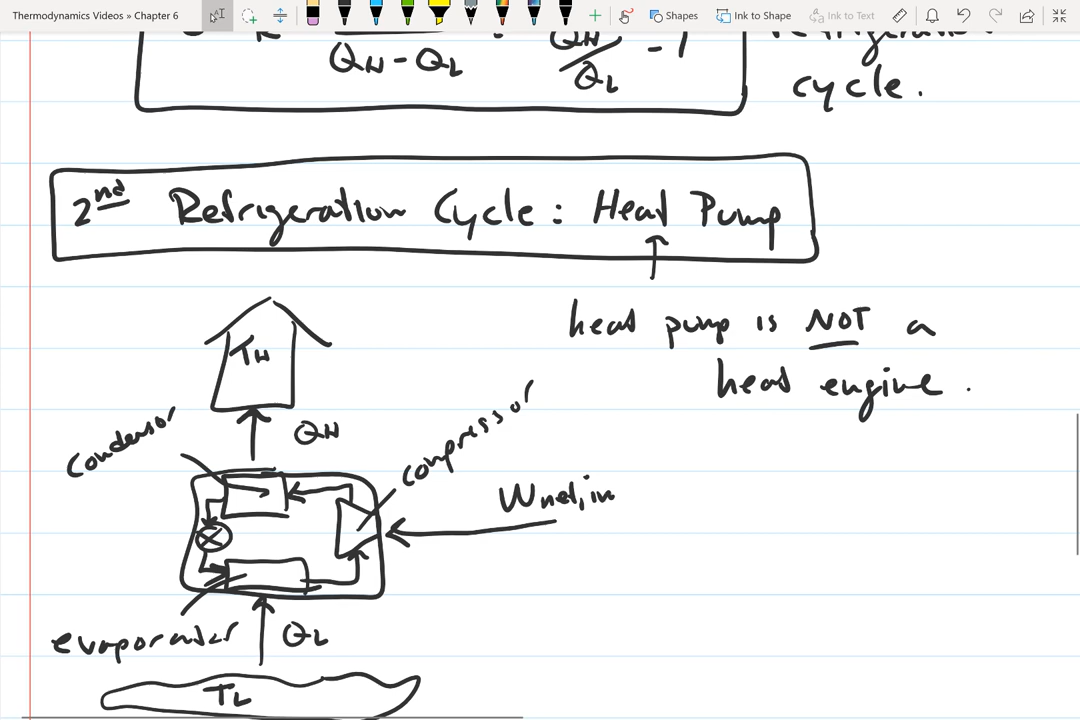 Thermodynamics Videos » Chapter 6
Shapes
Ink to Shape
Ink to Text
QH - QL
QH
QL
- 1
refrigeration
cycle.
2nd Refrigeration Cycle: Heat Pump
heat pump is NOT a
heat engine.
TH
QH
Condensor
compressor
Wnet,in
evaporator
QL
TL